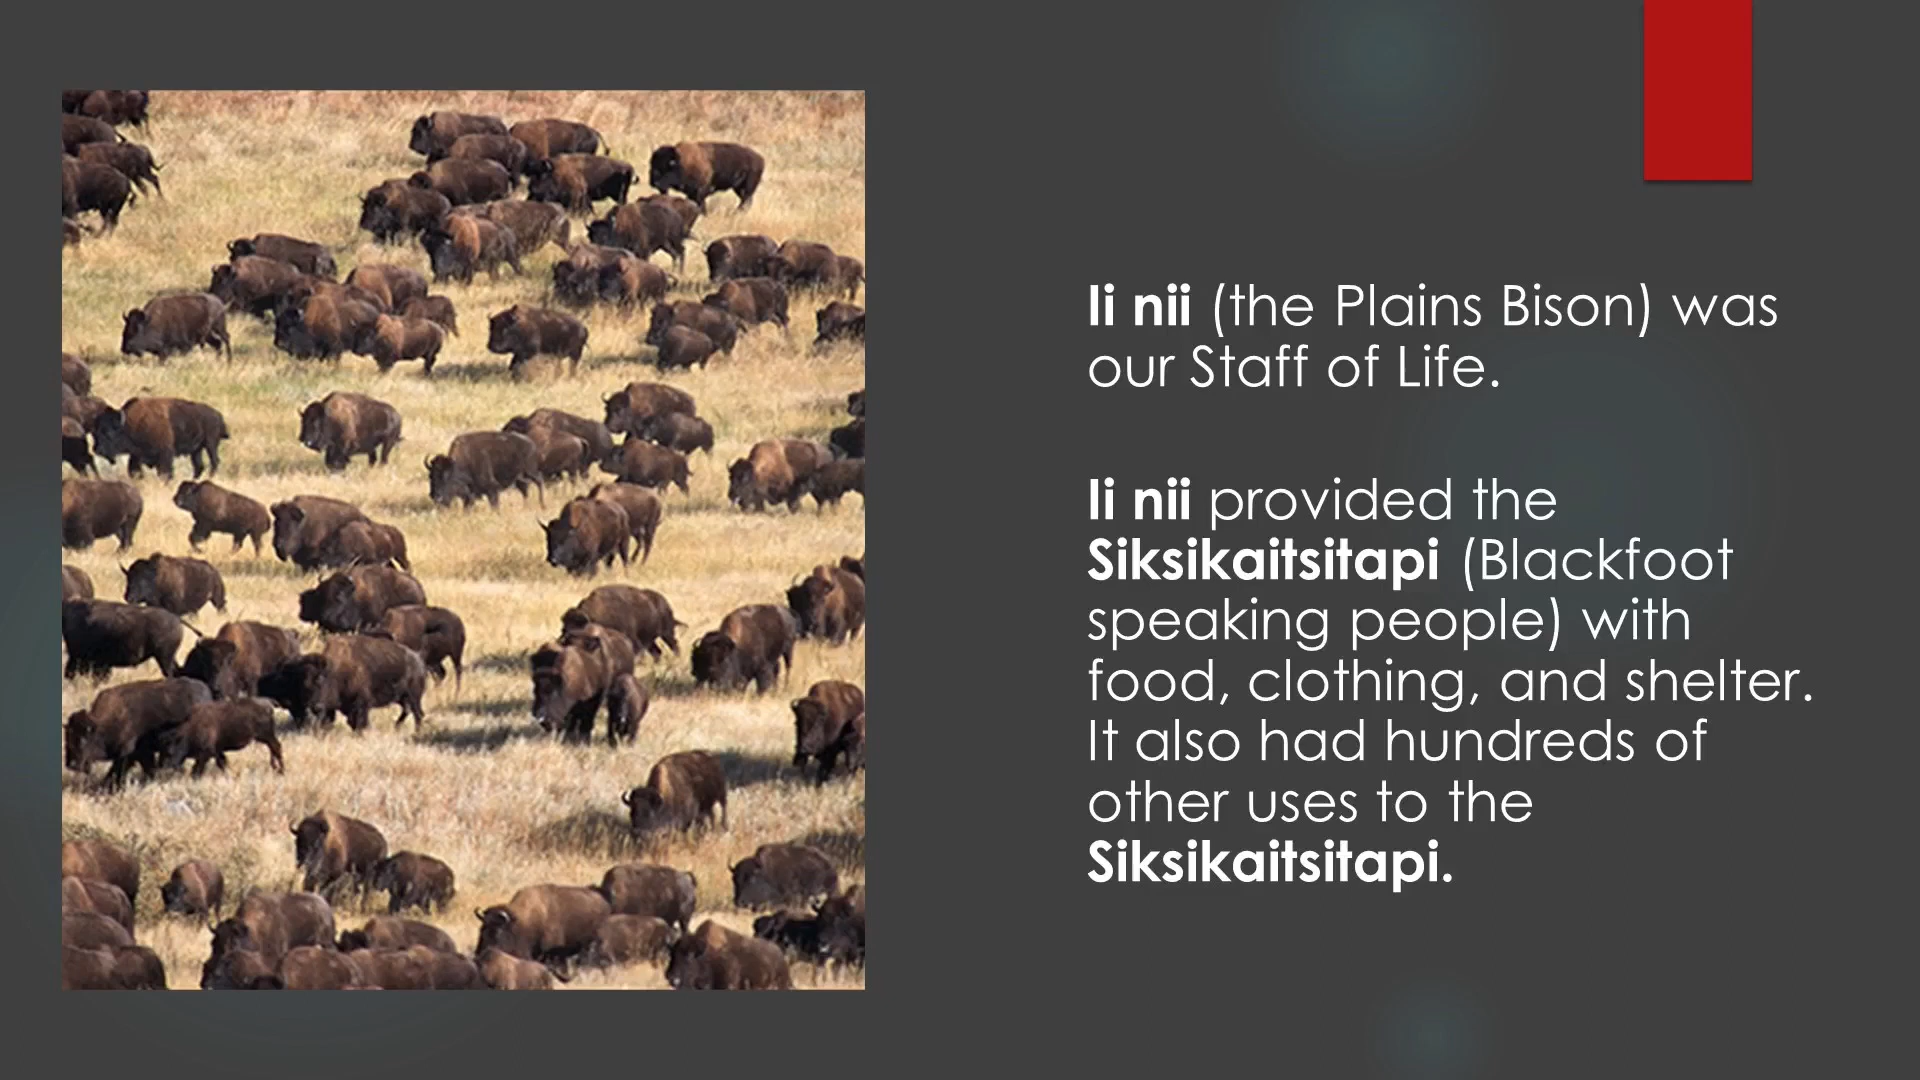 Ii nii (the Plains Bison) was
our Staff of Life.
Ii nii provided the
Siksikaitsitapi (Blackfoot
speaking people) with
food, clothing, and shelter.
It also had hundreds of
other uses to the
Siksikaitsitapi.